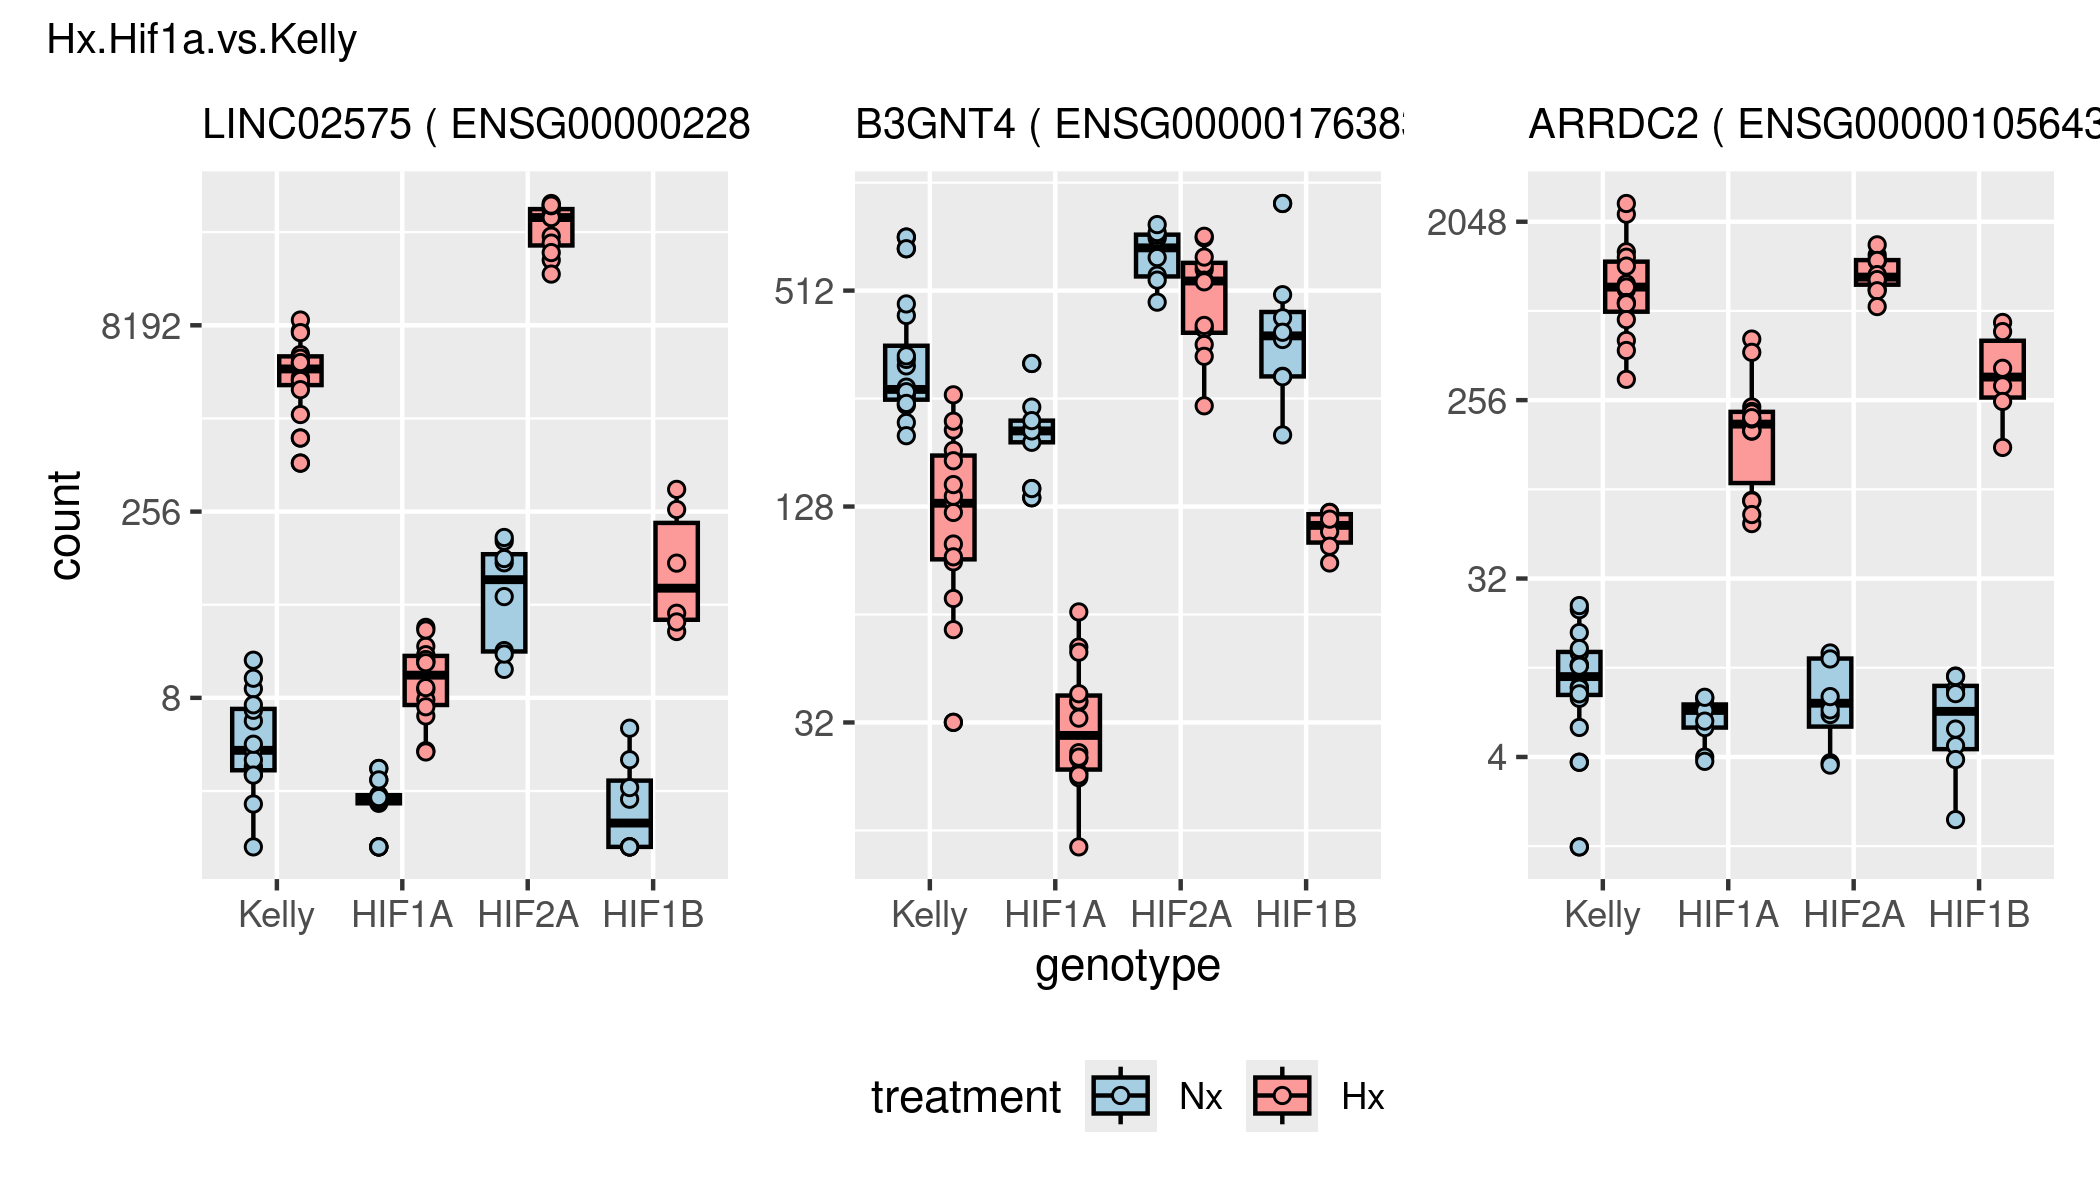 Hx.Hif1a.vs.Kelly
LINC02575 ( ENSG00000228
B3GNT4 ( ENSG00000176383
ARRDC2 ( ENSG00000105643
count
8192
256
8
512
128
32
2048
256
32
4
Kelly HIF1A HIF2A HIF1B
Kelly HIF1A HIF2A HIF1B
Kelly HIF1A HIF2A HIF1B
genotype
treatment Nx Hx